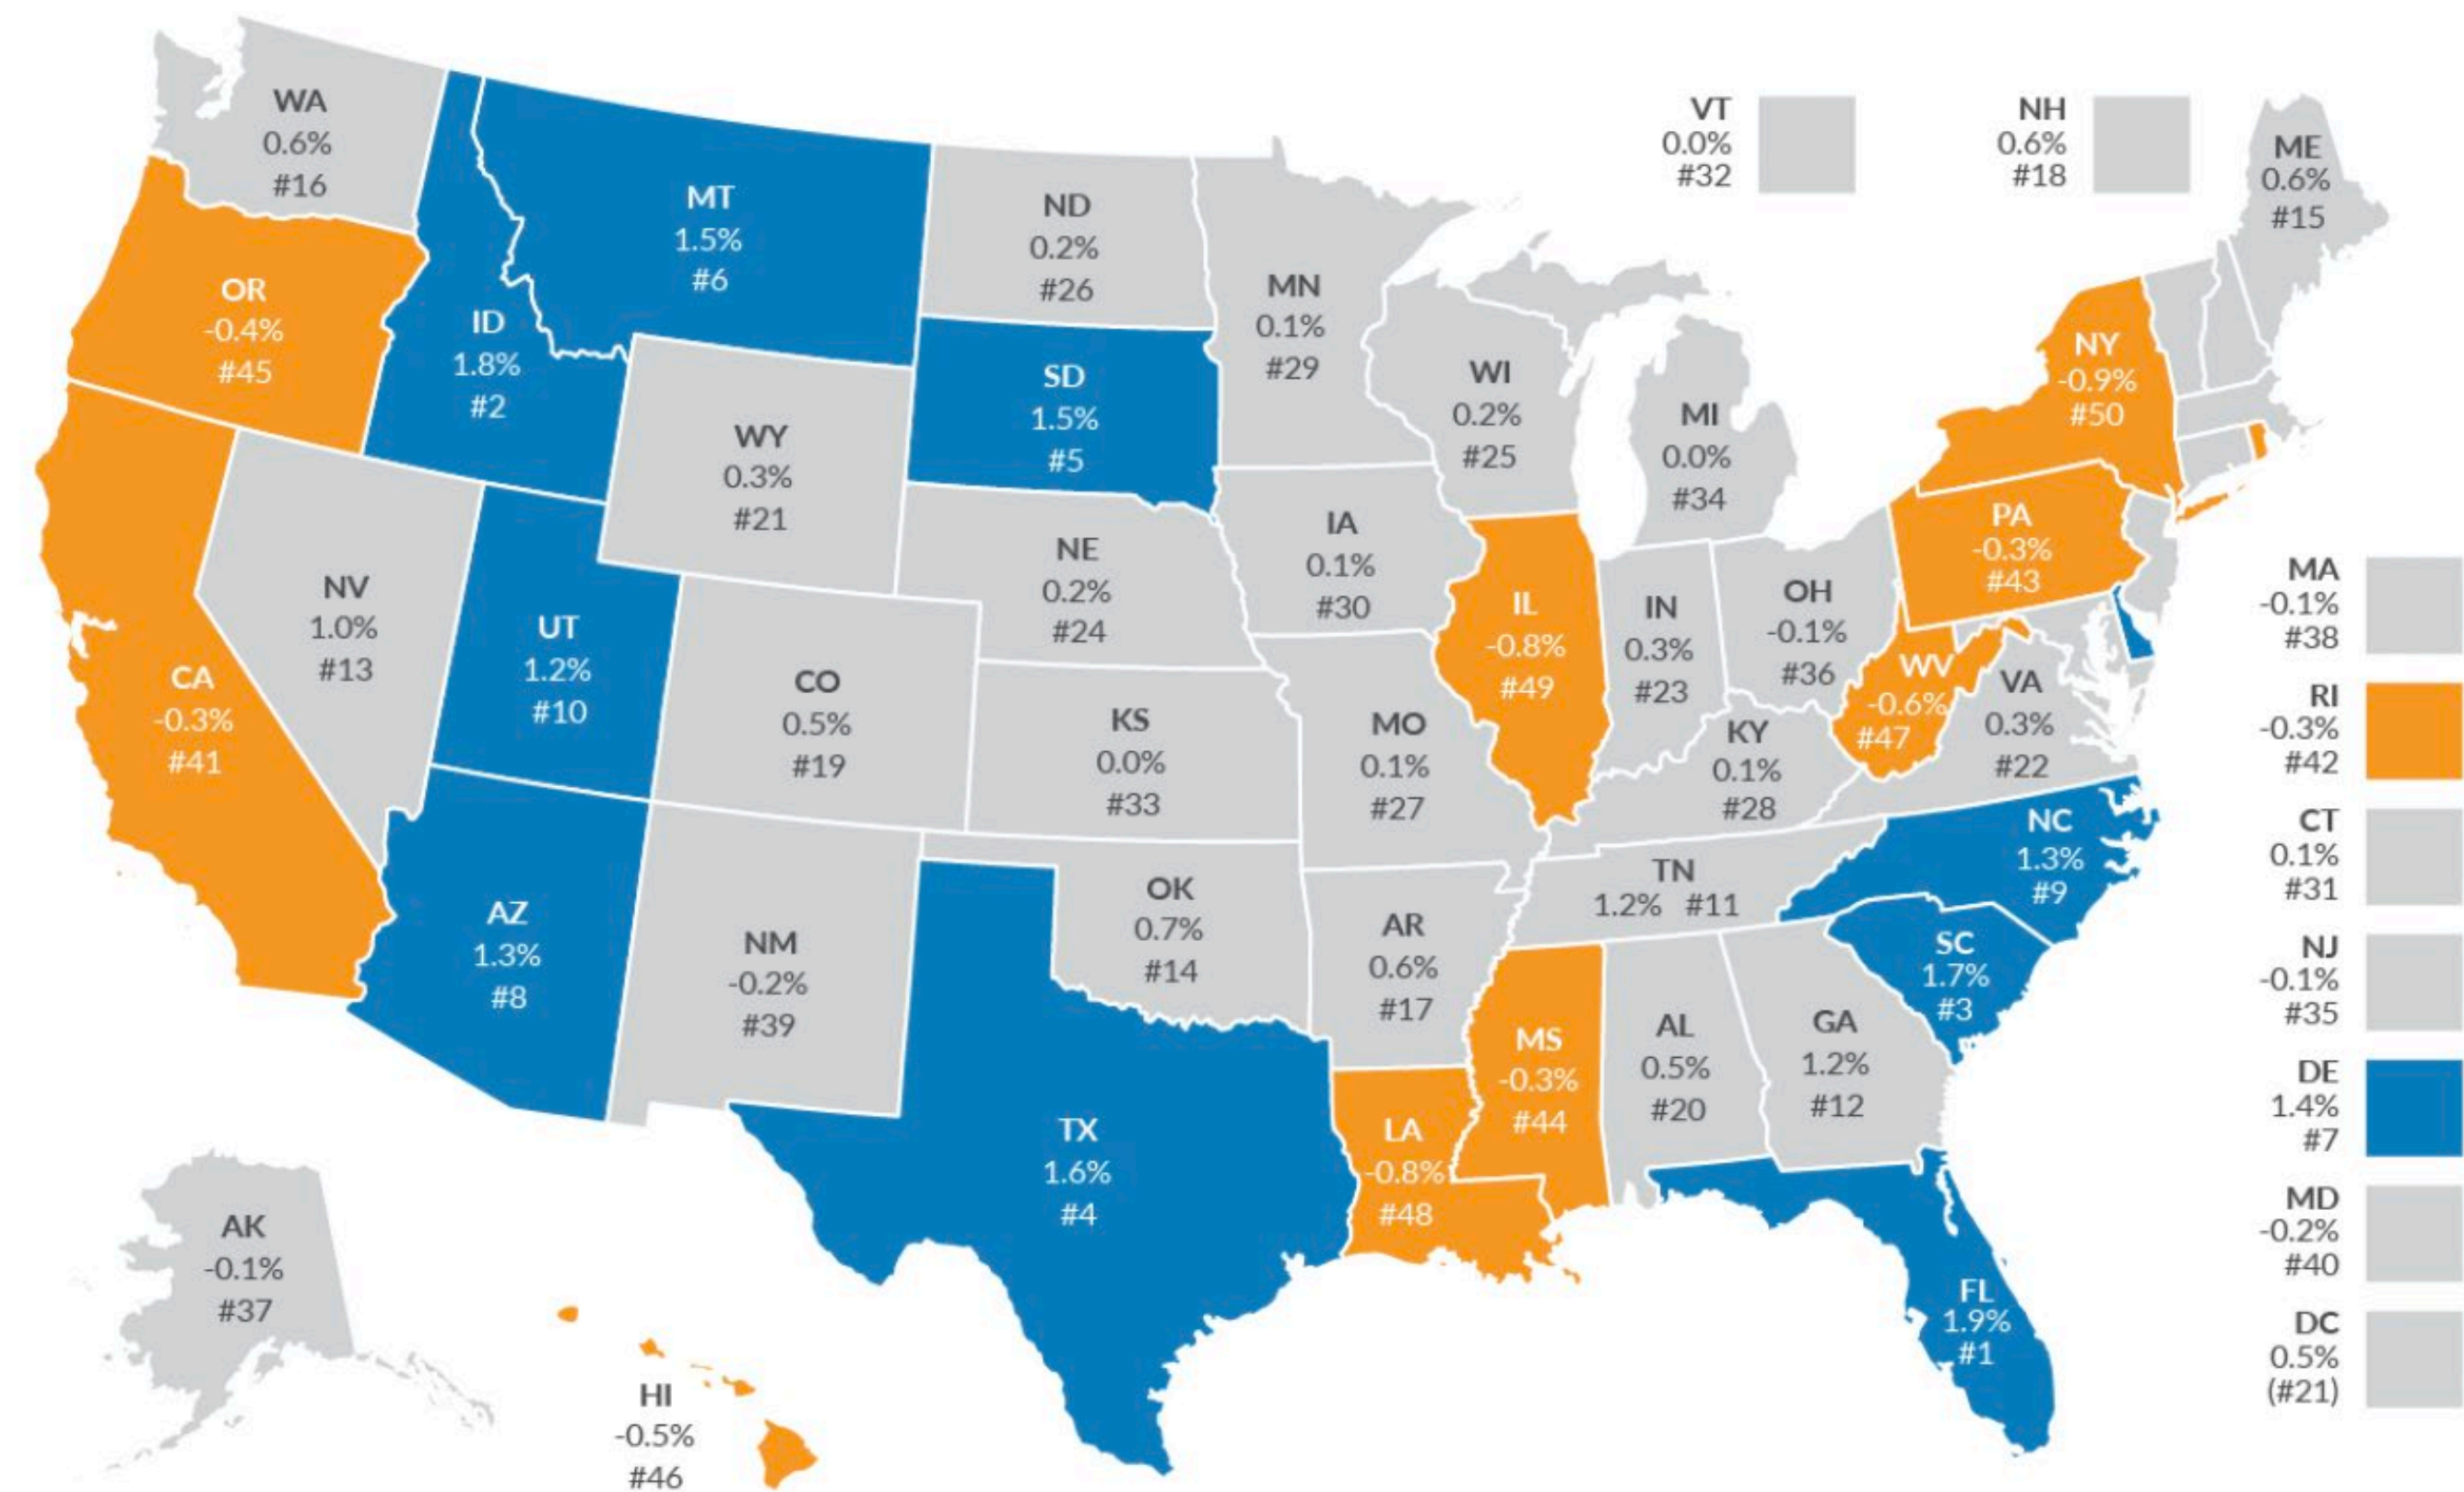 WA
0.6%
#16
OR
-0.4%
#45
CA
-0.3%
#41
NV
1.0%
#13
ID
1.8%
#2
MT
1.5%
#6
WY
0.3%
#21
UT
1.2%
#10
AZ
1.3%
#8
CO
0.5%
#19
NM
-0.2%
#39
ND
0.2%
#26
SD
1.5%
#5
NE
0.2%
#24
KS
0.0%
#33
OK
0.7%
#14
TX
1.6%
#4
MN
0.1%
#29
IA
0.1%
#30
MO
0.1%
#27
AR
0.6%
#17
LA
-0.8%
#48
WI
0.2%
#25
IL
-0.8%
#49
MI
0.0%
#34
IN
0.3%
#23
OH
-0.1%
#36
KY
0.1%
#28
TN
1.2% #11
MS
-0.3%
#44
AL
0.5%
#20
GA
1.2%
#12
FL
1.9%
#1
SC
1.7%
#3
NC
1.3%
#9
VA
0.3%
#22
WV
-0.6%
#47
PA
-0.3%
#43
NY
-0.9%
#50
VT
0.0%
#32
NH
0.6%
#18
ME
0.6%
#15
MA
-0.1%
#38
RI
-0.3%
#42
CT
0.1%
#31
NJ
-0.1%
#35
DE
1.4%
#7
MD
-0.2%
#40
DC
0.5%
(#21)
AK
-0.1%
#37
HI
-0.5%
#46